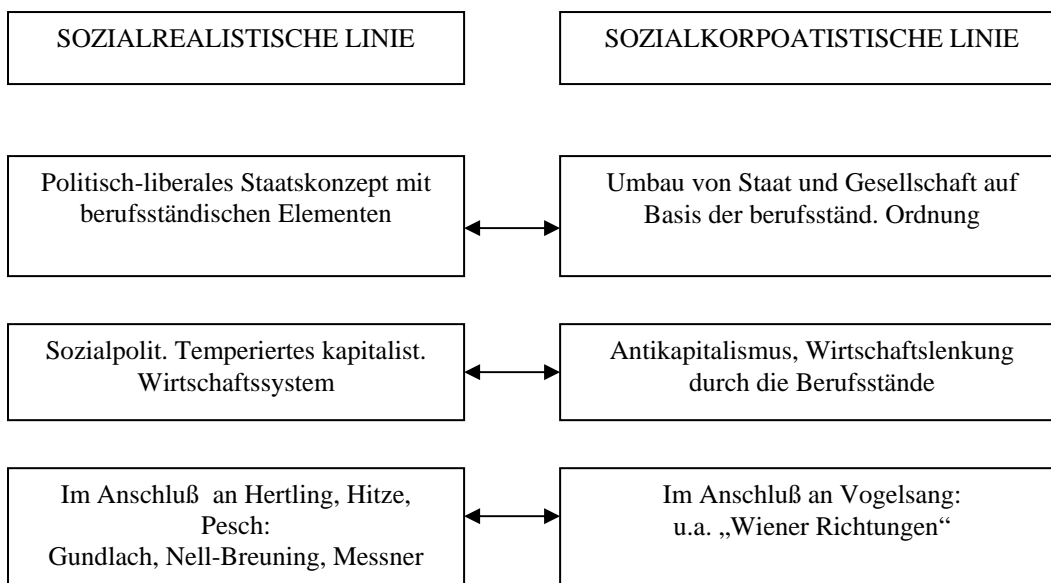 SOZIALREALISTISCHE LINIE
SOZIALKORPOATISTISCHE LINIE
Politisch-liberales Staatskonzept mit
berufsständischen Elementen
Umbau von Staat und Gesellschaft auf
Basis der berufsständ. Ordnung
Sozialpolit. Temperiertes kapitalist.
Wirtschaftssystem
Antikapitalismus, Wirtschaftslenkung
durch die Berufsstände
Im Anschluß an Hertling, Hitze,
Pesch:
Gundlach, Nell-Breuning, Messner
Im Anschluß an Vogelsang:
u.a. „Wiener Richtungen“